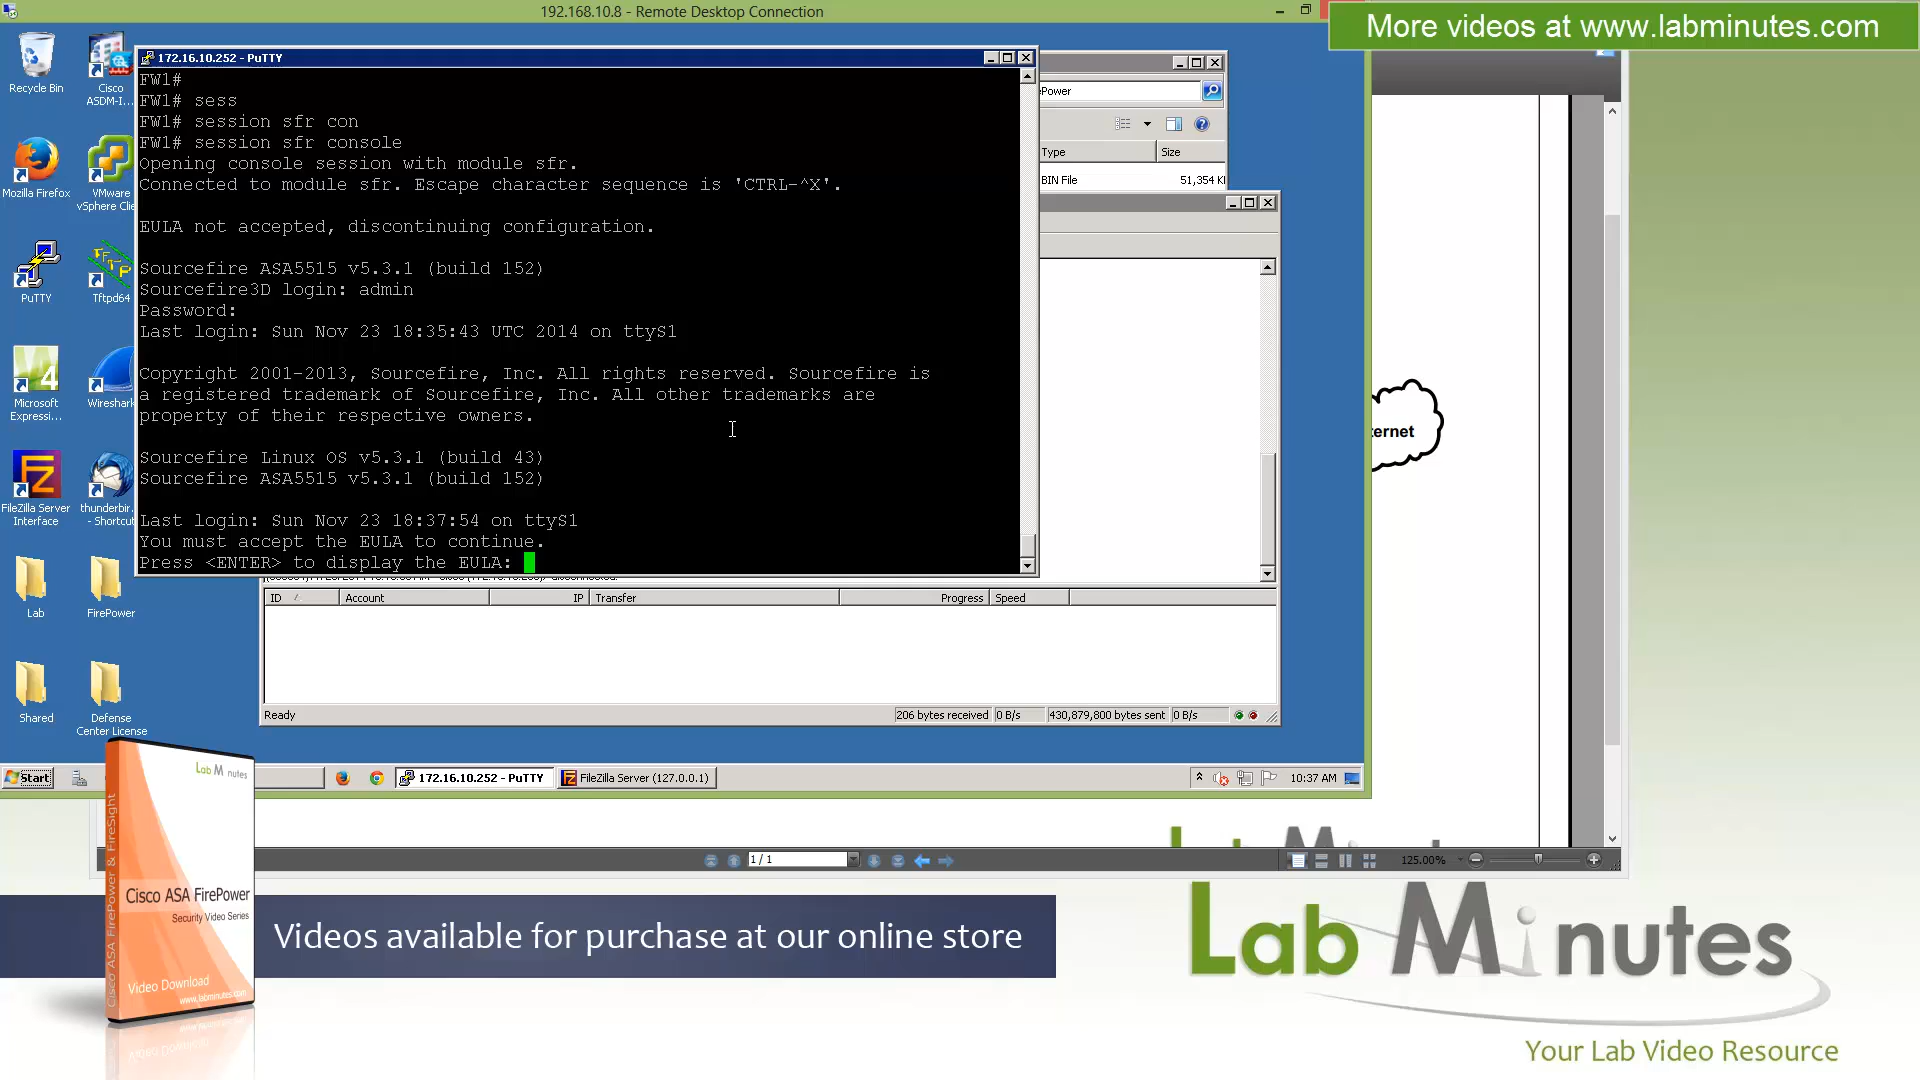 192.168.10.8 - Remote Desktop Connection
More videos at www.labminutes.com
Recycle Bin
Cisco
ASDM-I...
Mozilla Firefox
VMware
vSphere Clie
PuTTY
Tftpd64
Microsoft
Expressi...
Wireshark
FileZilla Server
Interface
thunderbir.
- Shortcut
Lab
FirePower
Shared
Defense
Center License
172.16.10.252 - PuTTY
FW1#
FW1# sess
FW1# session sfr con
FW1# session sfr console
Opening console session with module sfr.
Connected to module sfr. Escape character sequence is 'CTRL-^X'.
EULA not accepted, discontinuing configuration.
Sourcefire ASA5515 v5.3.1 (build 152)
Sourcefire3D login: admin
Password:
Last login: Sun Nov 23 18:35:43 UTC 2014 on ttyS1
Copyright 2001-2013, Sourcefire, Inc. All rights reserved. Sourcefire is
a registered trademark of Sourcefire, Inc. All other trademarks are
property of their respective owners.
Sourcefire Linux OS v5.3.1 (build 43)
Sourcefire ASA5515 v5.3.1 (build 152)
Last login: Sun Nov 23 18:37:54 on ttyS1
You must accept the EULA to continue.
Press <ENTER> to display the EULA:
ePower
Type Size
BIN File 51,354 K
ernet
ID Account IP Transfer Progress Speed
Ready 206 bytes received 0 B/s 430,879,800 bytes sent 0 B/s
Start 172.16.10.252 - PuTTY FileZilla Server (127.0.0.1) 10:37 AM
1 / 1 125.00%
Lab Minutes
Cisco ASA FirePower & FireSight
Cisco ASA FirePower
Security Video Series
Video Download
www.labminutes.com
Videos available for purchase at our online store
Lab Minutes
Your Lab Video Resource